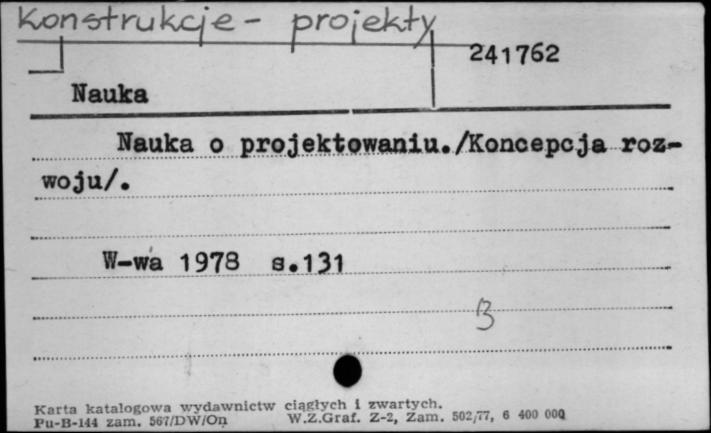 Konstrukcje - projekty
241762
Nauka
Nauka o projektowaniu./Koncepcja roz-
woju/.
W-wa 1978 s.131
B
Karta katalogowa wydawnictw ciągłych i zwartych.
Pu-B-144 zam. 567/DW/On W.Z.Graf. Z-2, Zam. 502/77, 6 400 000